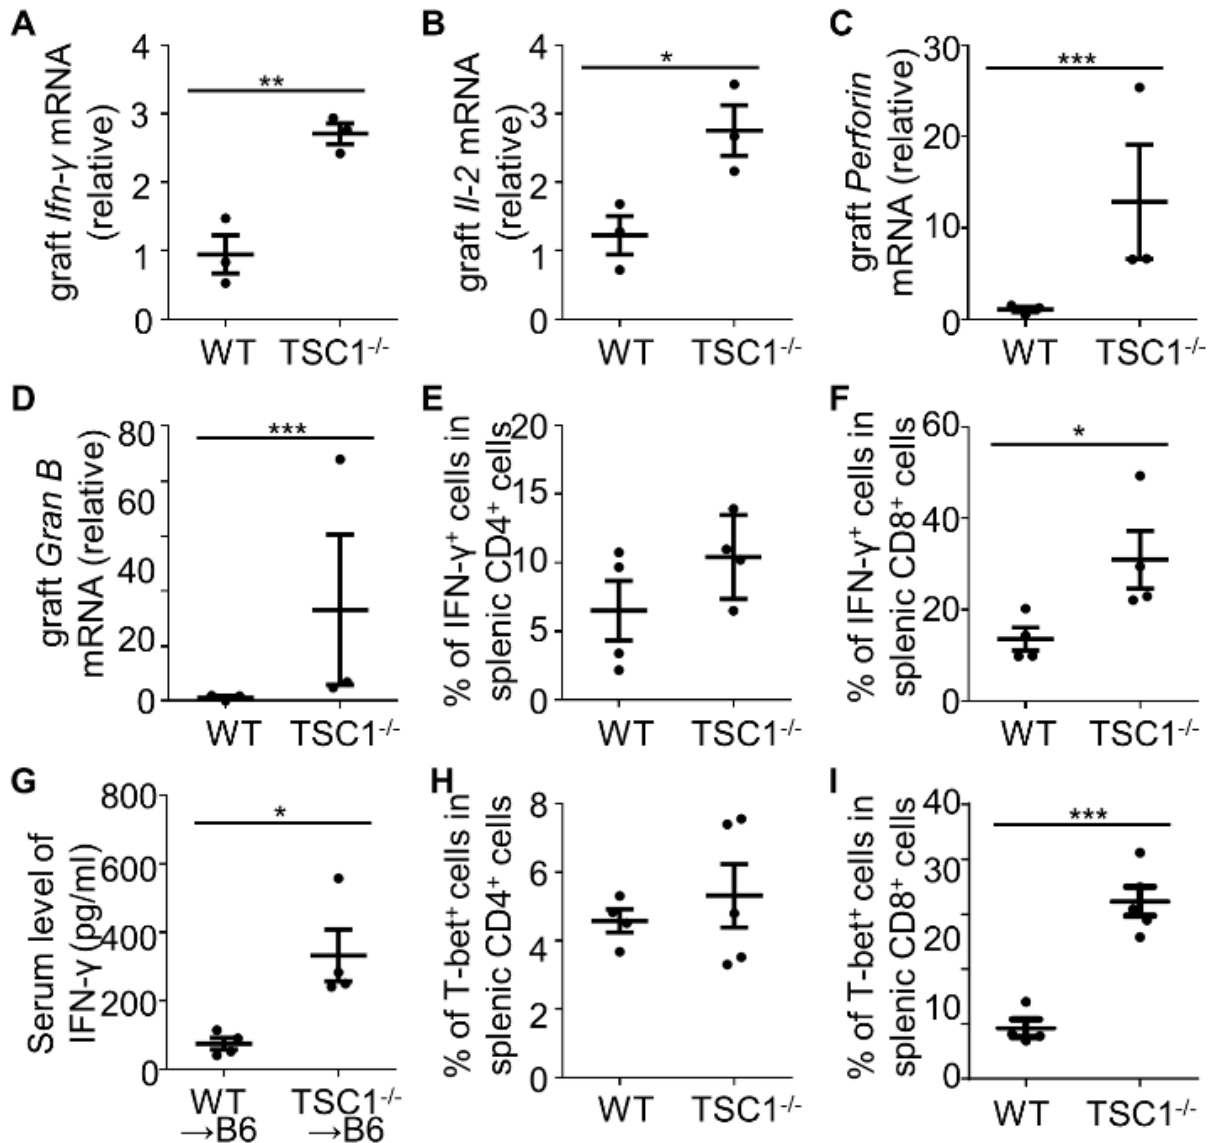 A
graft Ifn-γ mRNA
(relative)
4
3
2
1
0
**
WT
TSC1-/-
B
graft Il-2 mRNA
(relative)
4
3
2
1
0
*
WT
TSC1-/-
C
graft Perforin
mRNA (relative)
30
20
10
0
***
WT
TSC1-/-
D
graft Gran B
mRNA (relative)
80
60
40
20
0
***
WT
TSC1-/-
E
% of IFN-γ+ cells in
splenic CD4+ cells
20
15
10
5
0
WT
TSC1-/-
F
% of IFN-γ+ cells in
splenic CD8+ cells
60
40
20
0
*
WT
TSC1-/-
G
Serum level of
IFN-γ (pg/ml)
800
600
400
200
0
*
WT
→B6
TSC1-/-
→B6
H
% of T-bet+ cells in
splenic CD4+ cells
8
6
4
2
0
WT
TSC1-/-
I
% of T-bet+ cells in
splenic CD8+ cells
40
30
20
10
0
***
WT
TSC1-/-